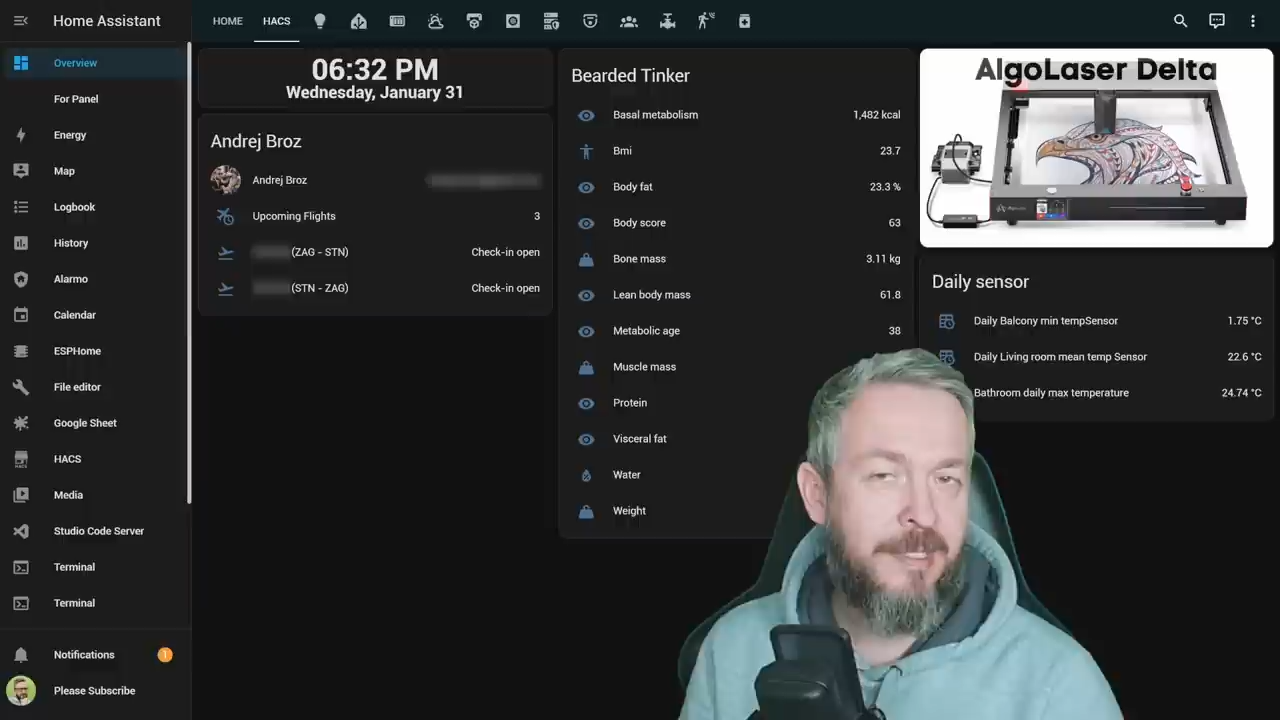 Home Assistant
HOME
HACS
Overview
For Panel
Energy
Map
Logbook
History
Alarmo
Calendar
ESPHome
File editor
Google Sheet
HACS
Media
Studio Code Server
Terminal
Terminal
Notifications 1
Please Subscribe
06:32 PM
Wednesday, January 31
Andrej Broz
Andrej Broz
Upcoming Flights 3
(ZAG - STN) Check-in open
(STN - ZAG) Check-in open
Bearded Tinker
Basal metabolism 1,482 kcal
Bmi 23.7
Body fat 23.3 %
Body score 63
Bone mass 3.11 kg
Lean body mass 61.8
Metabolic age 38
Muscle mass
Protein
Visceral fat
Water
Weight
AlgoLaser Delta
Daily sensor
Daily Balcony min tempSensor 1.75 °C
Daily Living room mean temp Sensor 22.6 °C
Bathroom daily max temperature 24.74 °C